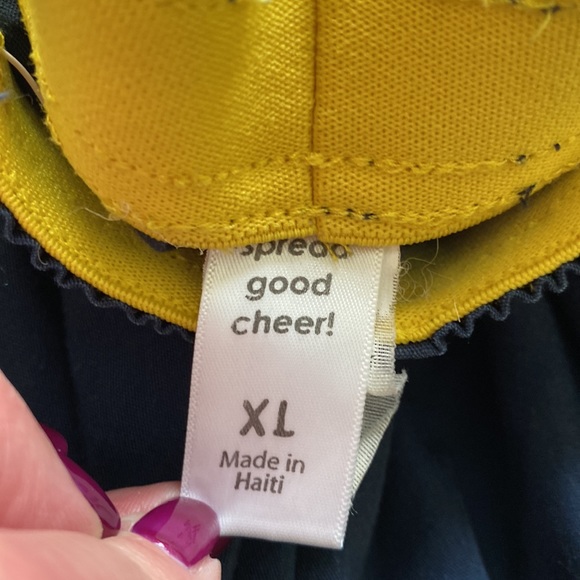 spread
good
cheer!
XL
Made in
Haiti